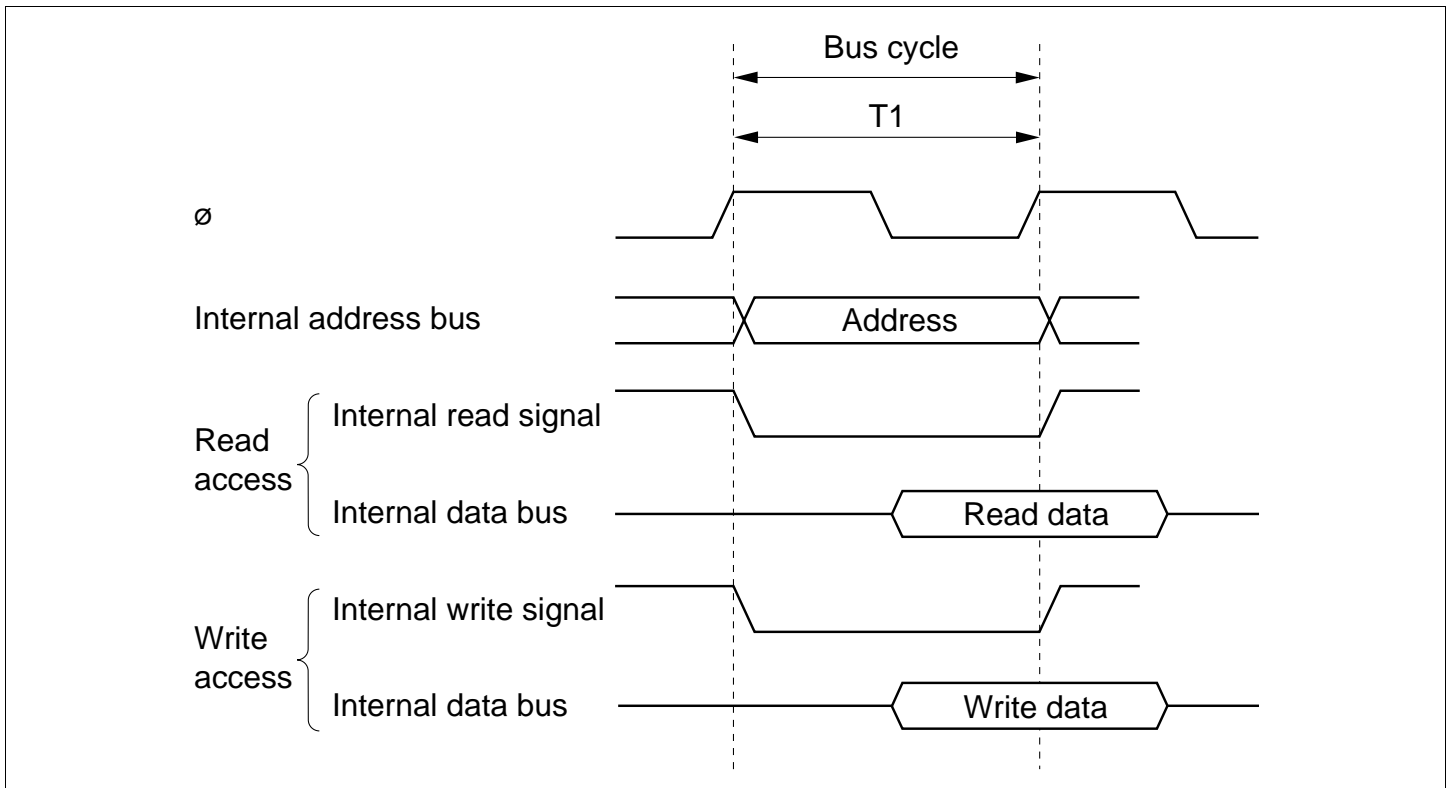 Bus cycle
T1
ø
Internal address bus
Address
Read
access
Internal read signal
Internal data bus
Read data
Write
access
Internal write signal
Internal data bus
Write data